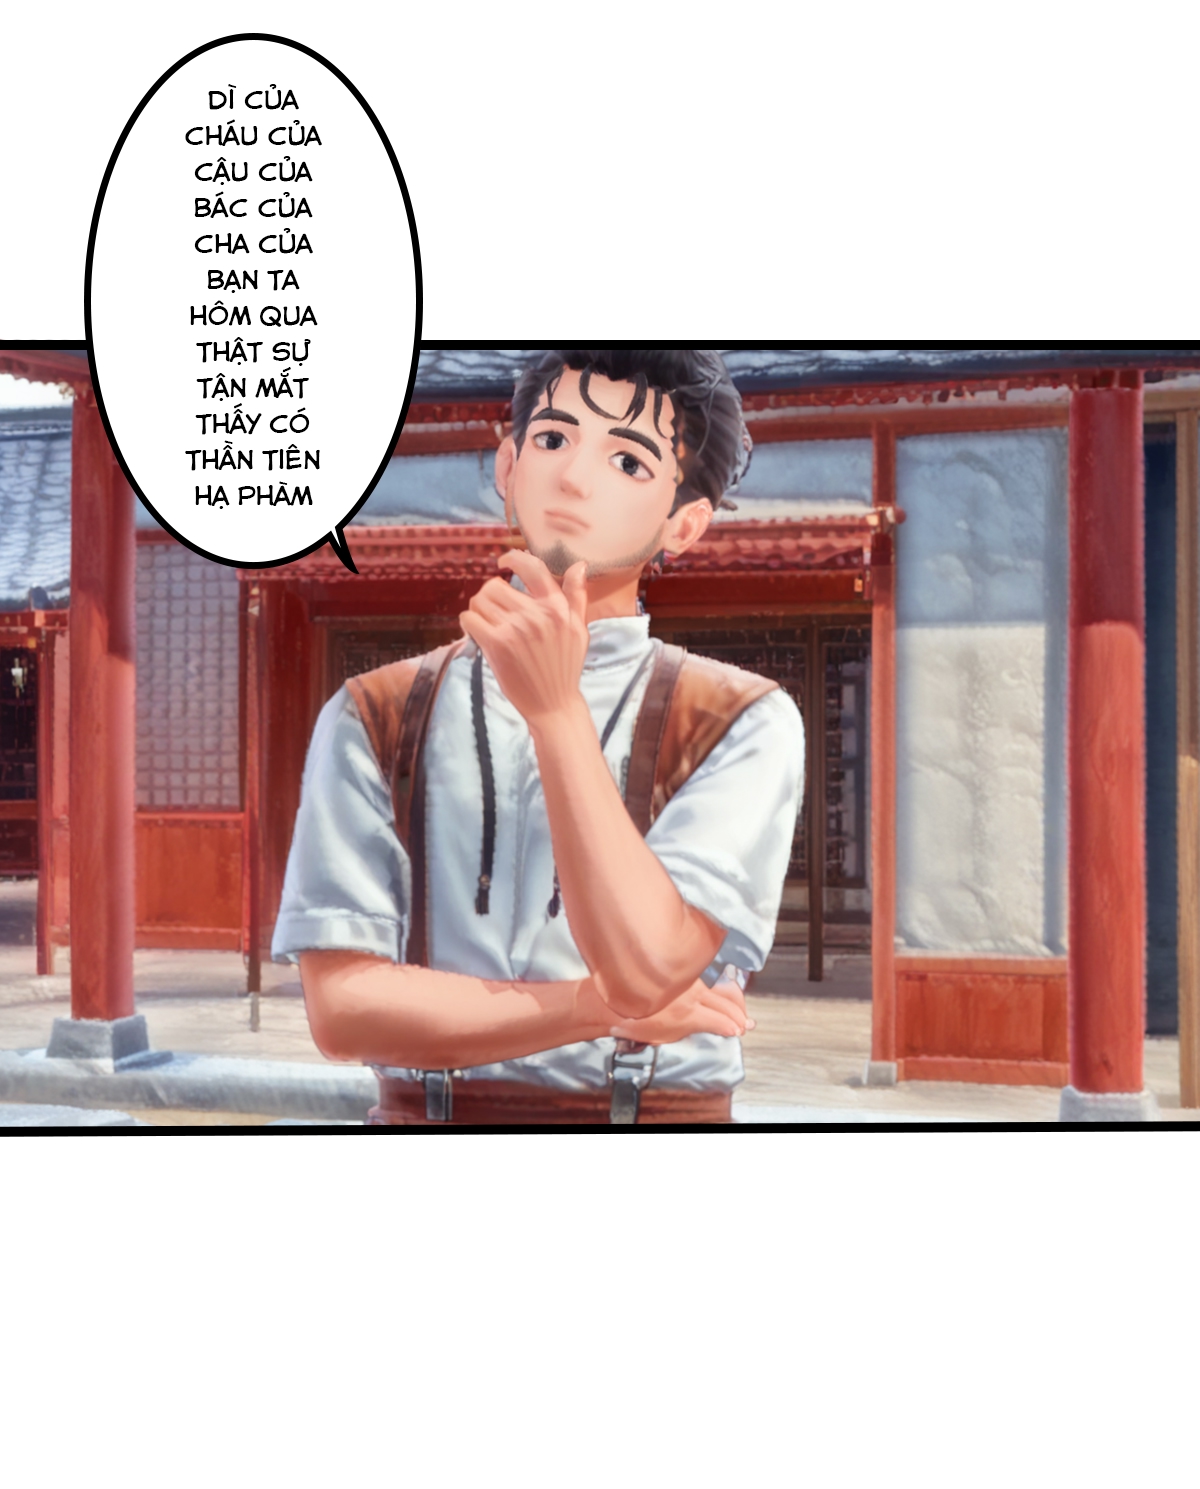 DÌ CỦA
CHÁU CỦA
CẬU CỦA
BÁC CỦA
CHA CỦA
BẠN TA
HÔM QUA
THẬT SỰ
TẬN MẮT
THẤY CÓ
THẦN TIÊN
HẠ PHÀM